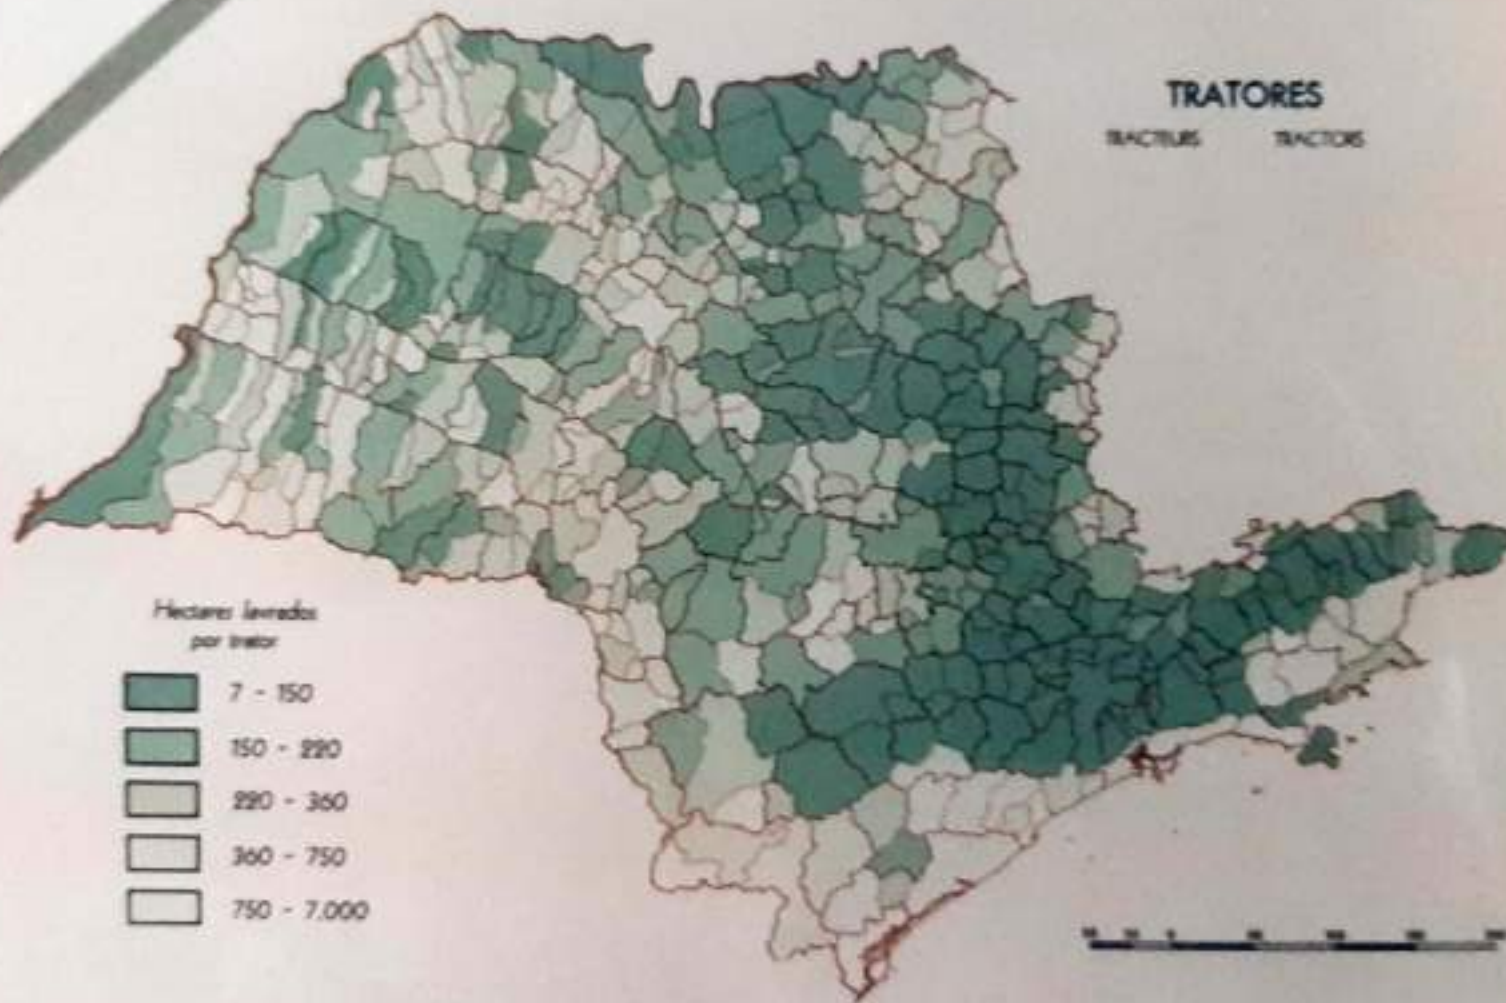 TRATORES
TRACTEURS TRACTORS
Hectares lavrados
por trator
7 - 150
150 - 220
220 - 360
360 - 750
750 - 7.000